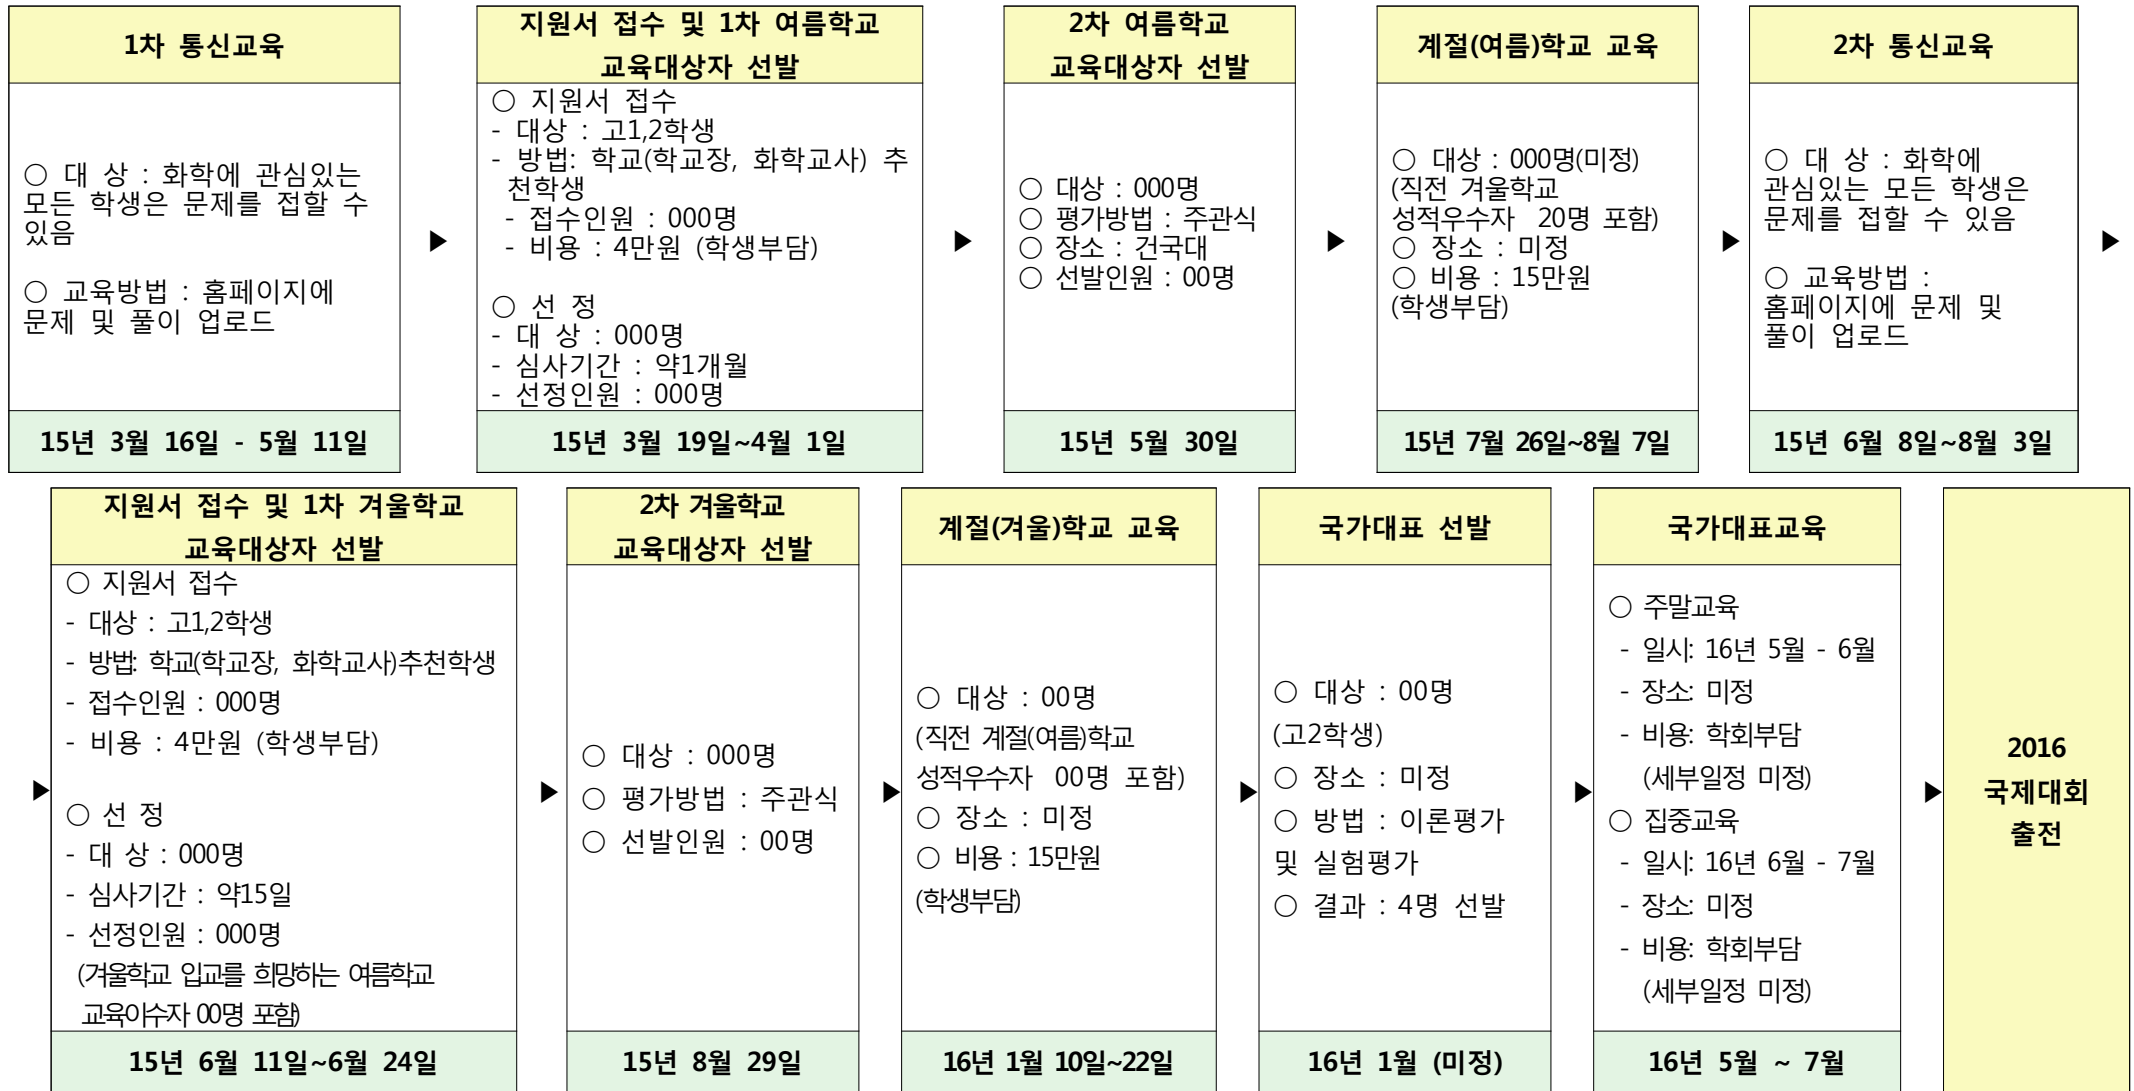 1차 통신교육
○ 대 상 : 화학에 관심있는
모든 학생은 문제를 접할 수
있음
○ 교육방법 : 홈페이지에
문제 및 풀이 업로드
15년 3월 16일 - 5월 11일
▶
지원서 접수 및 1차 여름학교
교육대상자 선발
○ 지원서 접수
- 대상 : 고1,2학생
- 방법: 학교(학교장, 화학교사) 추
천학생
- 접수인원 : 000명
- 비용 : 4만원 (학생부담)
○ 선 정
- 대 상 : 000명
- 심사기간 : 약1개월
- 선정인원 : 000명
15년 3월 19일~4월 1일
▶
2차 여름학교
교육대상자 선발
○ 대상 : 000명
○ 평가방법 : 주관식
○ 장소 : 건국대
○ 선발인원 : 00명
15년 5월 30일
▶
계절(여름)학교 교육
○ 대상 : 000명(미정)
(직전 겨울학교
성적우수자 20명 포함)
○ 장소 : 미정
○ 비용 : 15만원
(학생부담)
15년 7월 26일~8월 7일
▶
2차 통신교육
○ 대 상 : 화학에
관심있는 모든 학생은
문제를 접할 수 있음
○ 교육방법 :
홈페이지에 문제 및
풀이 업로드
15년 6월 8일~8월 3일
▶
▶
지원서 접수 및 1차 겨울학교
교육대상자 선발
○ 지원서 접수
- 대상 : 고1,2학생
- 방법: 학교(학교장, 화학교사)추천학생
- 접수인원 : 000명
- 비용 : 4만원 (학생부담)
○ 선 정
- 대 상 : 000명
- 심사기간 : 약15일
- 선정인원 : 000명
(겨울학교 입교를 희망하는 여름학교
교육이수자 00명 포함)
15년 6월 11일~6월 24일
▶
2차 겨울학교
교육대상자 선발
○ 대상 : 000명
○ 평가방법 : 주관식
○ 선발인원 : 00명
15년 8월 29일
▶
계절(겨울)학교 교육
○ 대상 : 00명
(직전 계절(여름)학교
성적우수자 00명 포함)
○ 장소 : 미정
○ 비용 : 15만원
(학생부담)
16년 1월 10일~22일
▶
국가대표 선발
○ 대상 : 00명
(고2학생)
○ 장소 : 미정
○ 방법 : 이론평가
및 실험평가
○ 결과 : 4명 선발
16년 1월 (미정)
▶
국가대표교육
○ 주말교육
- 일시: 16년 5월 - 6월
- 장소: 미정
- 비용: 학회부담
(세부일정 미정)
○ 집중교육
- 일시: 16년 6월 - 7월
- 장소: 미정
- 비용: 학회부담
(세부일정 미정)
16년 5월 ~ 7월
▶
2016
국제대회
출전